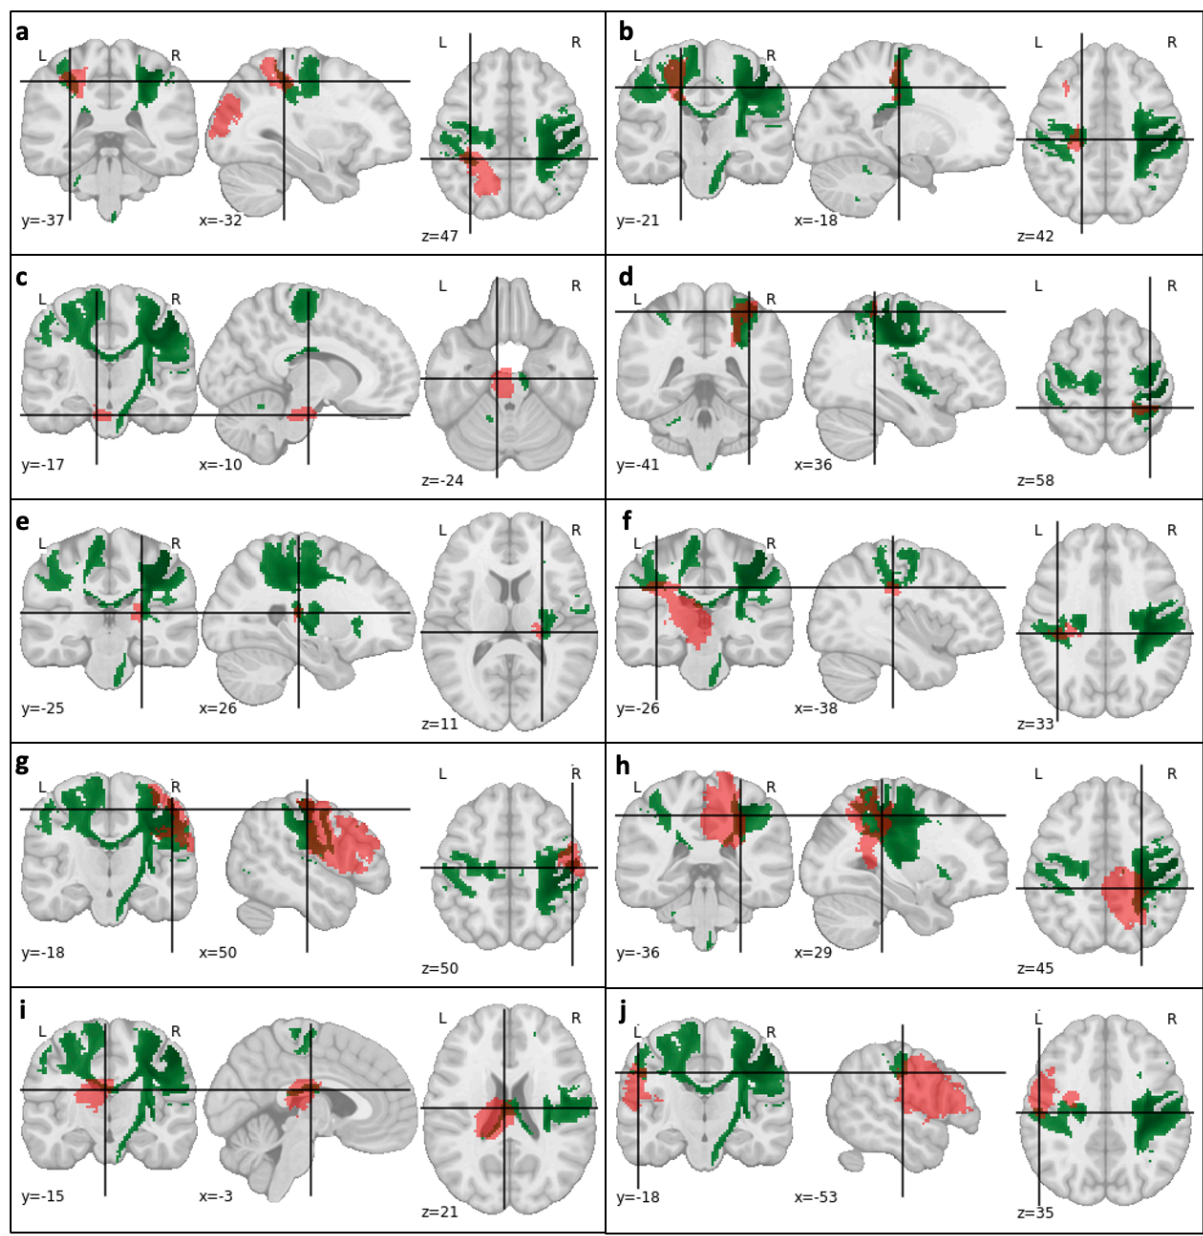 a
L R L R
y=-37 x=-32 z=47
b
L R L R
y=-21 x=-18 z=42
c
L R L R
y=-17 x=-10 z=-24
d
L R L R
y=-41 x=36 z=58
e
L R L R
y=-25 x=26 z=11
f
L R L R
y=-26 x=-38 z=33
g
L R L R
y=-18 x=50 z=50
h
L R L R
y=-36 x=29 z=45
i
L R L R
y=-15 x=-3 z=21
j
L R L R
y=-18 x=-53 z=35